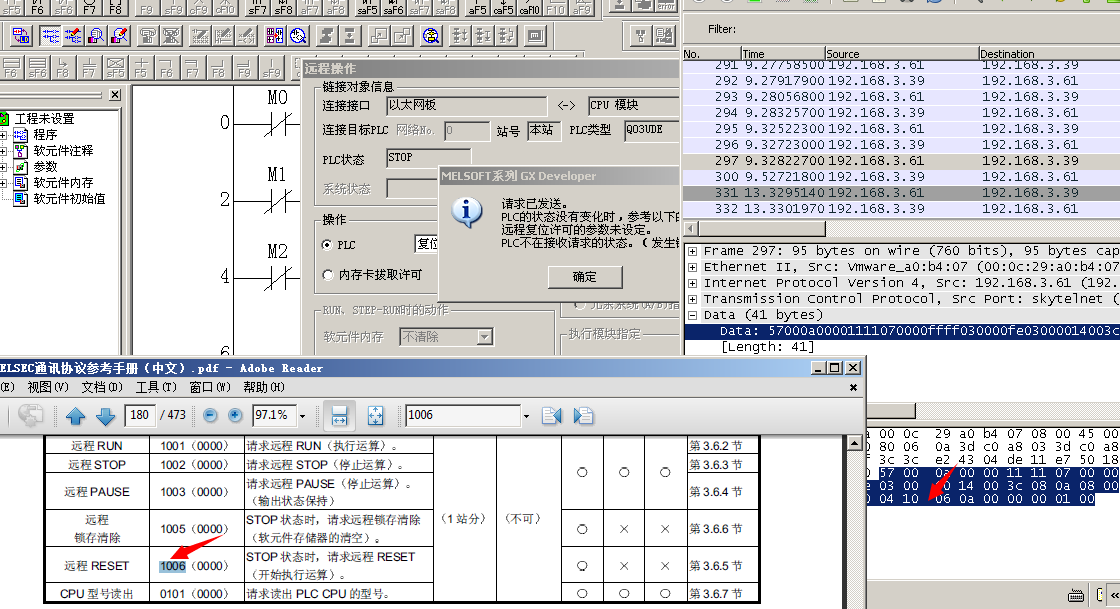 sF5 F6 sF6 F7 F8 F9 sF9 cF9 cF10 sF7 sF8 aF7 aF8 saF5 saF6 saF7 saF8 aF5 caF5 caF10 F10 aF9
error
F6 sF6 F8 F7 sF5 F5 F6 F7 F8 F9 sF9
工程未设置
程序
软元件注释
参数
软元件内存
软元件初始值
M0
0
M1
2
M2
4
6
远程操作
链接对象信息
连接接口 以太网板 <-> CPU 模块
连接目标PLC 网络No. 0 站号 本站 PLC类型 Q03UDE
PLC状态 STOP
系统状态
操作
PLC 复位
内存卡拔取许可
RUN、STEP-RUN时的动作
软元件内存 不清除
执行模块指定
MELSOFT系列 GX Developer
请求已发送。
PLC的状态没有变化时,参考以下
远程复位许可的参数未设定。
PLC不在接收请求的状态。(发生
确定
Filter:
No. Time Source Destination
291 9.27758500 192.168.3.61 192.168.3.39
292 9.27917900 192.168.3.39 192.168.3.61
293 9.28056800 192.168.3.61 192.168.3.39
294 9.28325700 192.168.3.39 192.168.3.61
295 9.32522300 192.168.3.61 192.168.3.39
296 9.32723000 192.168.3.39 192.168.3.61
297 9.32822700 192.168.3.61 192.168.3.39
300 9.52721800 192.168.3.39 192.168.3.61
331 13.3295140 192.168.3.61 192.168.3.39
332 13.3301970 192.168.3.39 192.168.3.61
Frame 297: 95 bytes on wire (760 bits), 95 bytes cap
Ethernet II, Src: Vmware_a0:b4:07 (00:0c:29:a0:b4:07
Internet Protocol Version 4, Src: 192.168.3.61 (192.
Transmission Control Protocol, Src Port: skytelnet (
Data (41 bytes)
Data: 57000a00001111070000ffff030000fe03000014003c
[Length: 41]
00 0c 29 a0 b4 07 08 00 45 00
80 06 0a 3d c0 a8 03 3d c0 a8
3c 3c e2 43 04 de 11 e7 50 18
57 00 0a 00 00 11 11 07 00 00
03 00 00 14 00 3c 08 0a 08 00
04 10 06 0a 00 00 00 01 00
ELSEC通讯协议参考手册 (中文).pdf - Adobe Reader
(E) 视图(V) 文档(D) 工具(T) 窗口(W) 帮助(H)
180 / 473 97.1% 1006
远程 RUN 1001 (0000) 请求远程 RUN(执行运算)。 第 3.6.2 节
远程 STOP 1002 (0000) 请求远程 STOP(停止运算)。 ○ ○ ○ 第 3.6.3 节
远程 PAUSE 1003 (0000) 请求远程 PAUSE(停止运算)。
(输出状态保持) 第 3.6.4 节
远程
锁存清除 1005 (0000) STOP 状态时,请求远程锁存清除
(软元件存储器的清空)。 (1 站分) (不可) ○ × × 第 3.6.6 节
远程 RESET 1006 (0000) STOP 状态时,请求远程 RESET
(开始执行运算)。 ○ × × 第 3.6.5 节
CPU 型号读出 0101 (0000) 请求读出 PLC CPU 的型号。 ○ ○ ○ 第 3.6.7 节